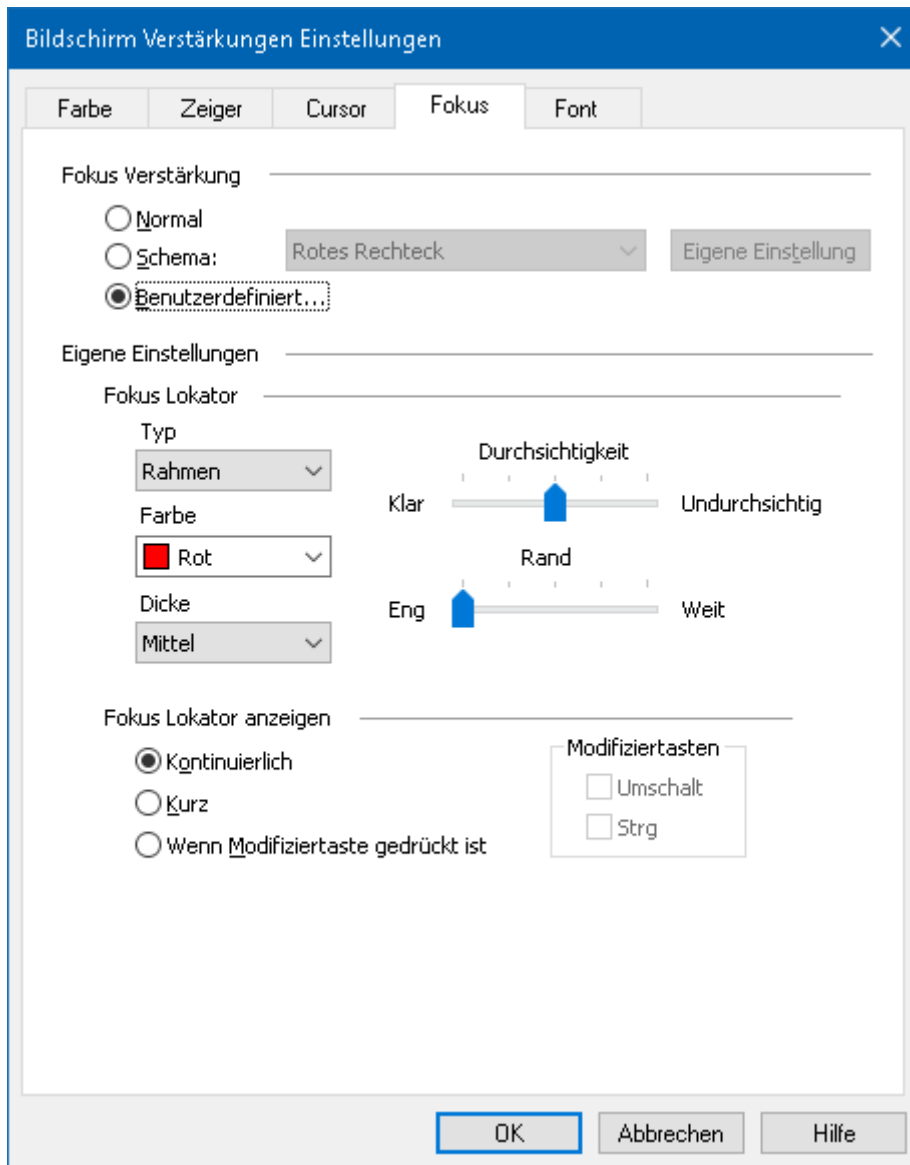 Bildschirm Verstärkungen Einstellungen
Farbe Zeiger Cursor Fokus Font
Fokus Verstärkung
Normal
Schema: Rotes Rechteck Eigene Einstellung
Benutzerdefiniert...
Eigene Einstellungen
Fokus Lokator
Typ
Durchsichtigkeit
Rahmen
Klar Undurchsichtig
Farbe
Rot
Rand
Dicke
Eng Weit
Mittel
Fokus Lokator anzeigen
Modifiziertasten
Kontinuierlich
Umschalt
Kurz
Strg
Wenn Modifiziertaste gedrückt ist
OK Abbrechen Hilfe